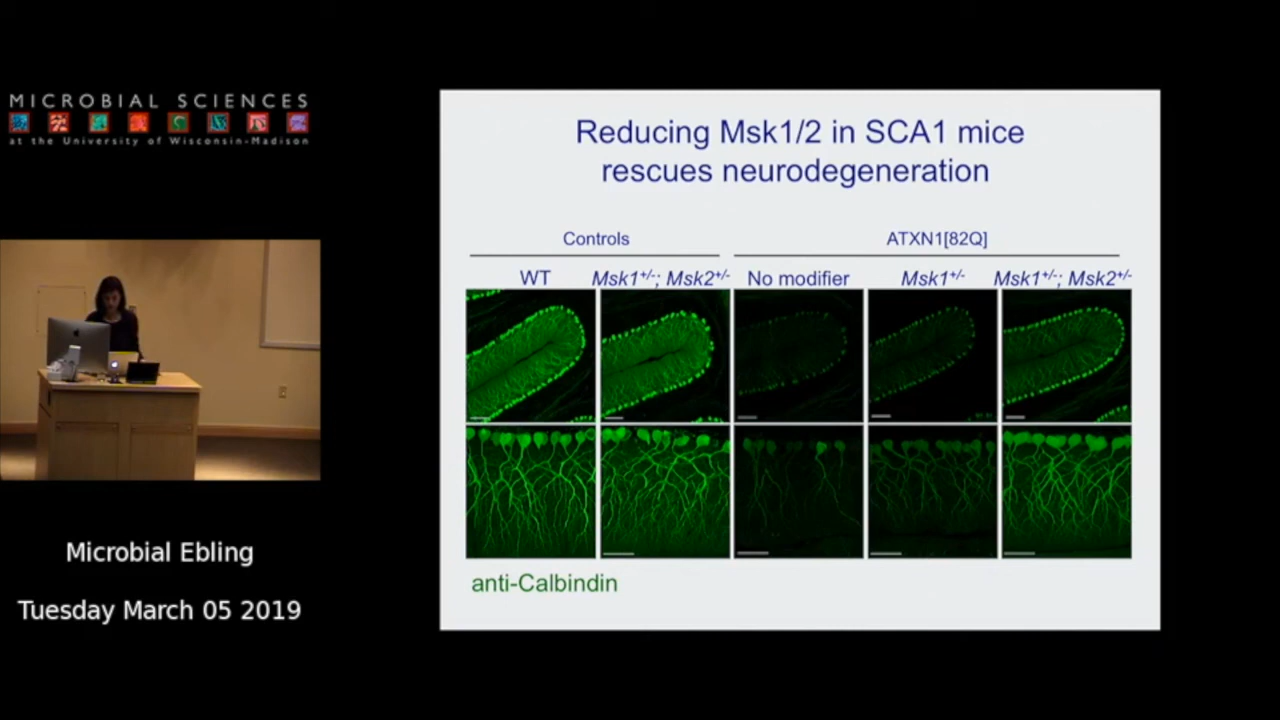 MICROBIAL SCIENCES
at the University of Wisconsin-Madison
Microbial Ebling
Tuesday March 05 2019
Reducing Msk1/2 in SCA1 mice
rescues neurodegeneration
Controls
ATXN1[82Q]
WT
Msk1+/-; Msk2+/-
No modifier
Msk1+/-
Msk1+/-; Msk2+/-
anti-Calbindin